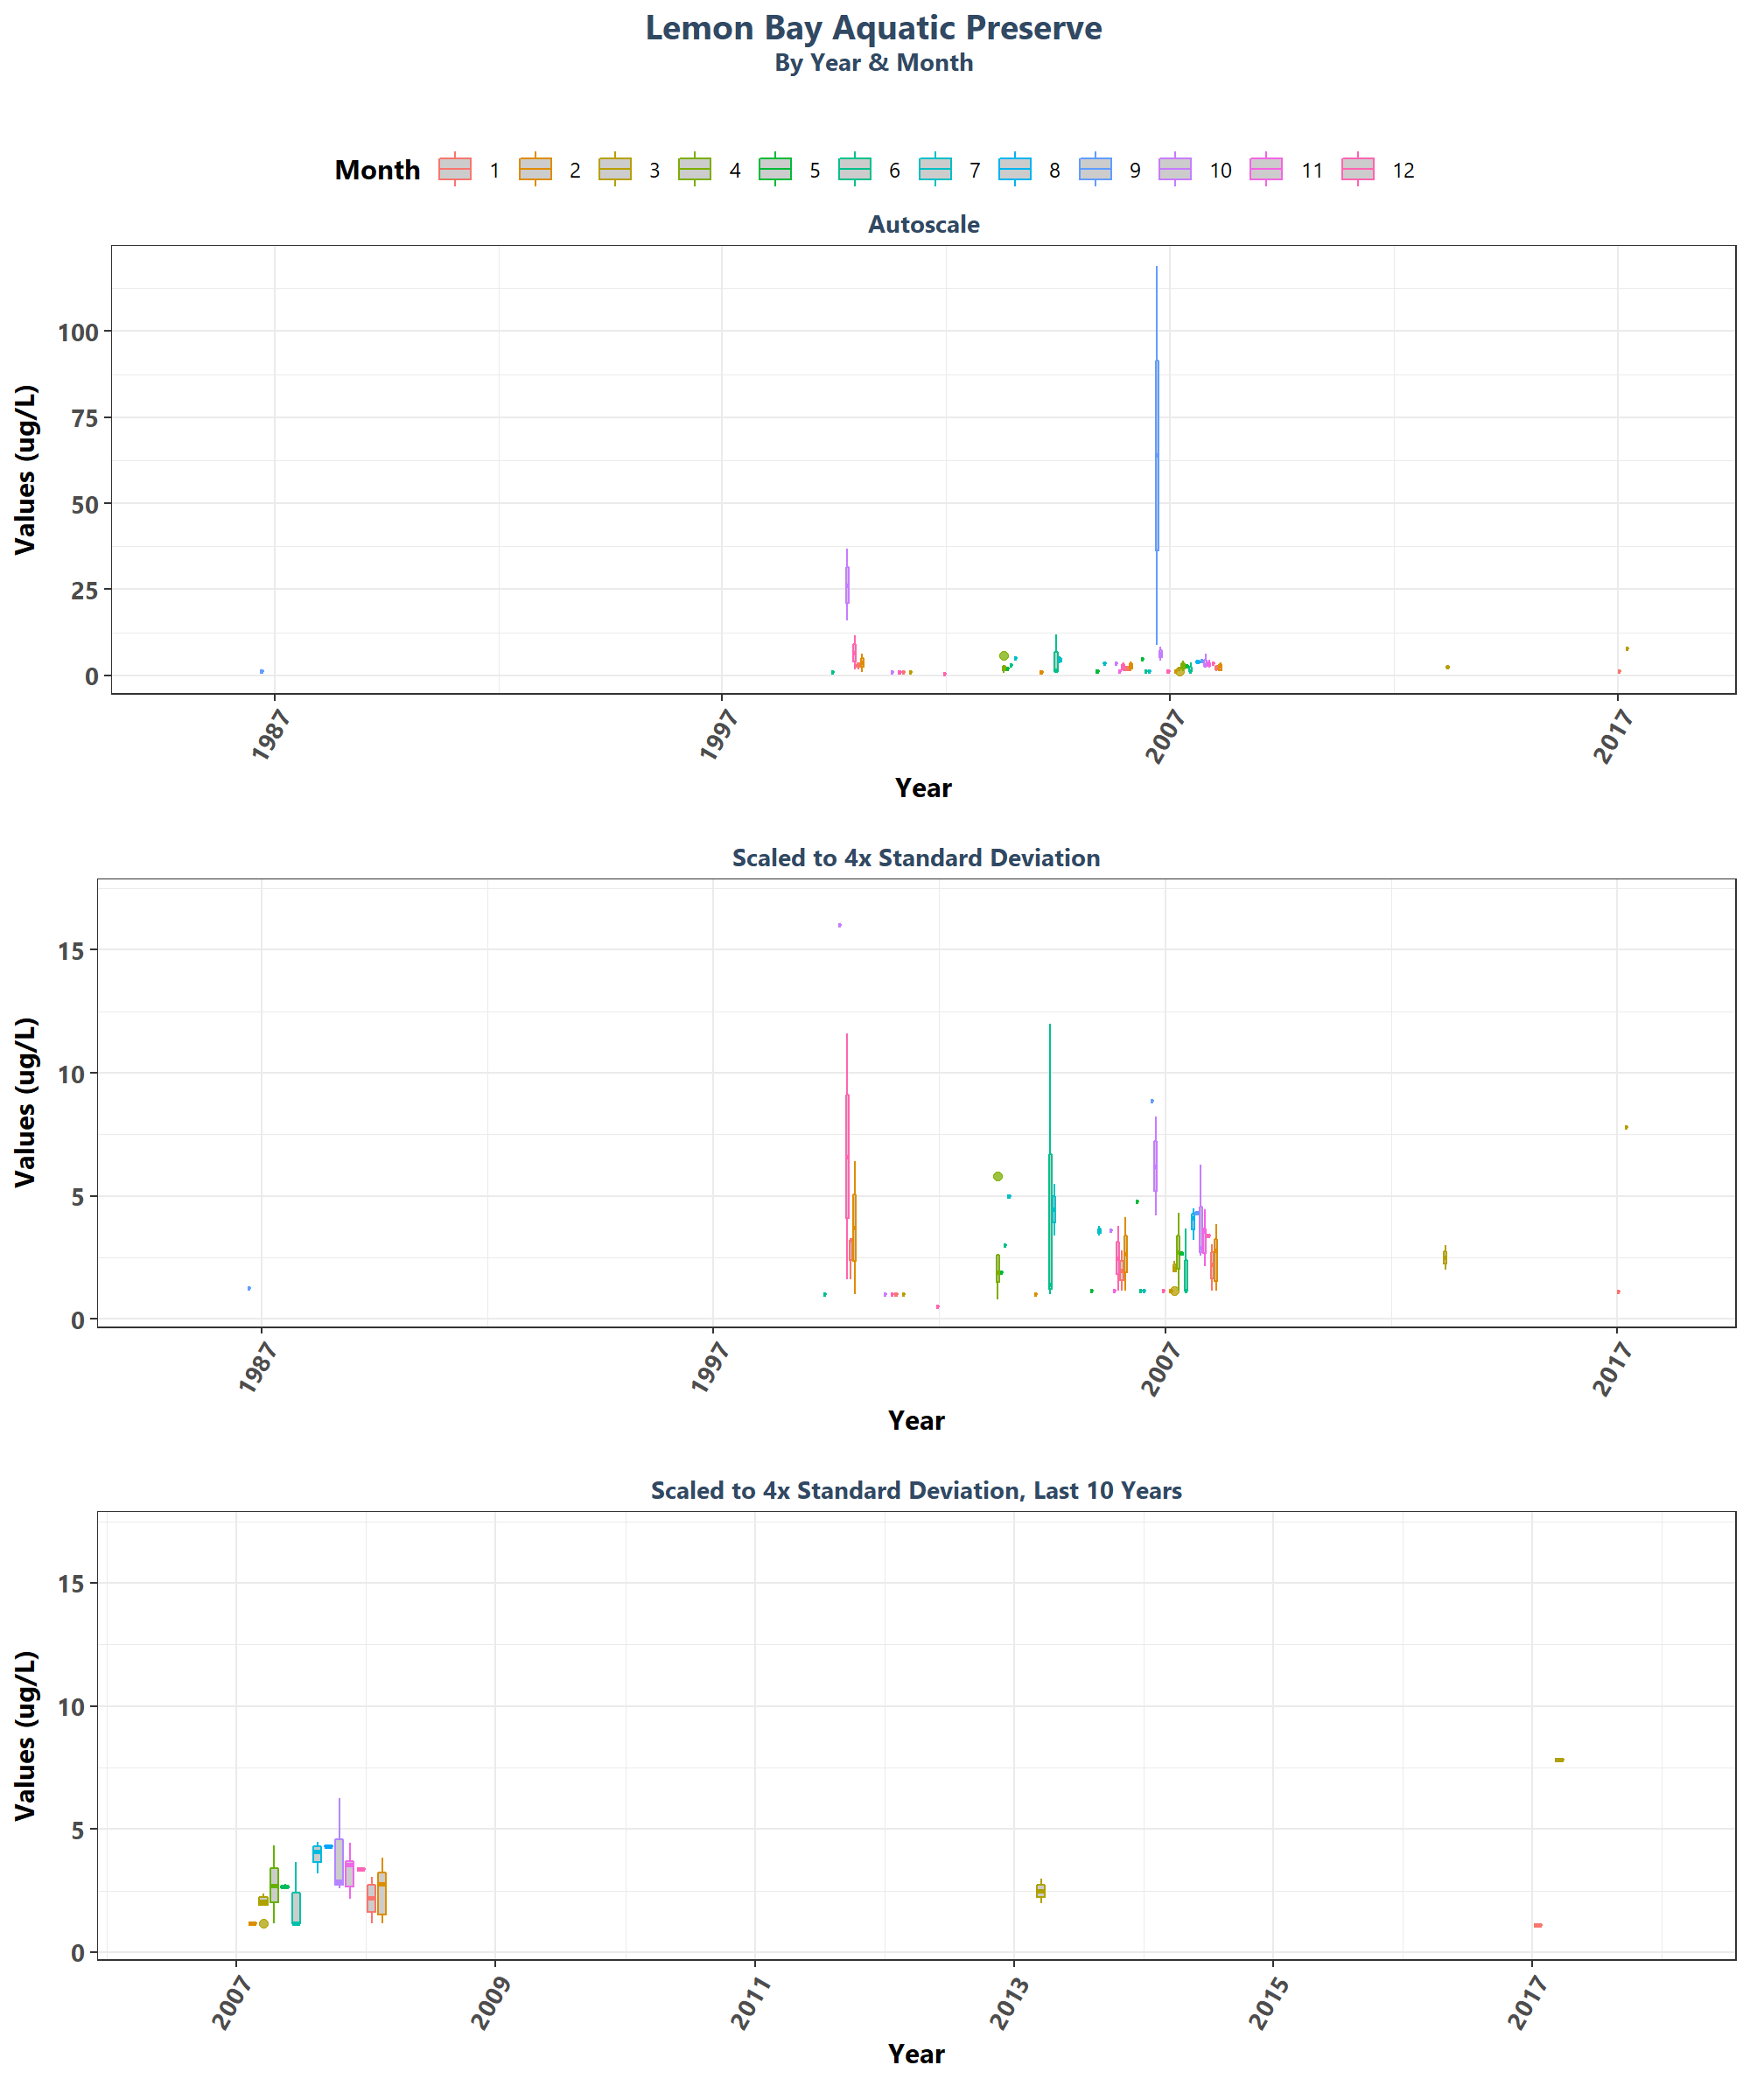 Lemon Bay Aquatic Preserve
By Year & Month
Month 1 2 3 4 5 6 7 8 9 10 11 12
Autoscale
Values (ug/L)
100
75
50
25
0
1987 1997 2007 2017
Year
Scaled to 4x Standard Deviation
Values (ug/L)
15
10
5
0
1987 1997 2007 2017
Year
Scaled to 4x Standard Deviation, Last 10 Years
Values (ug/L)
15
10
5
0
2007 2009 2011 2013 2015 2017
Year